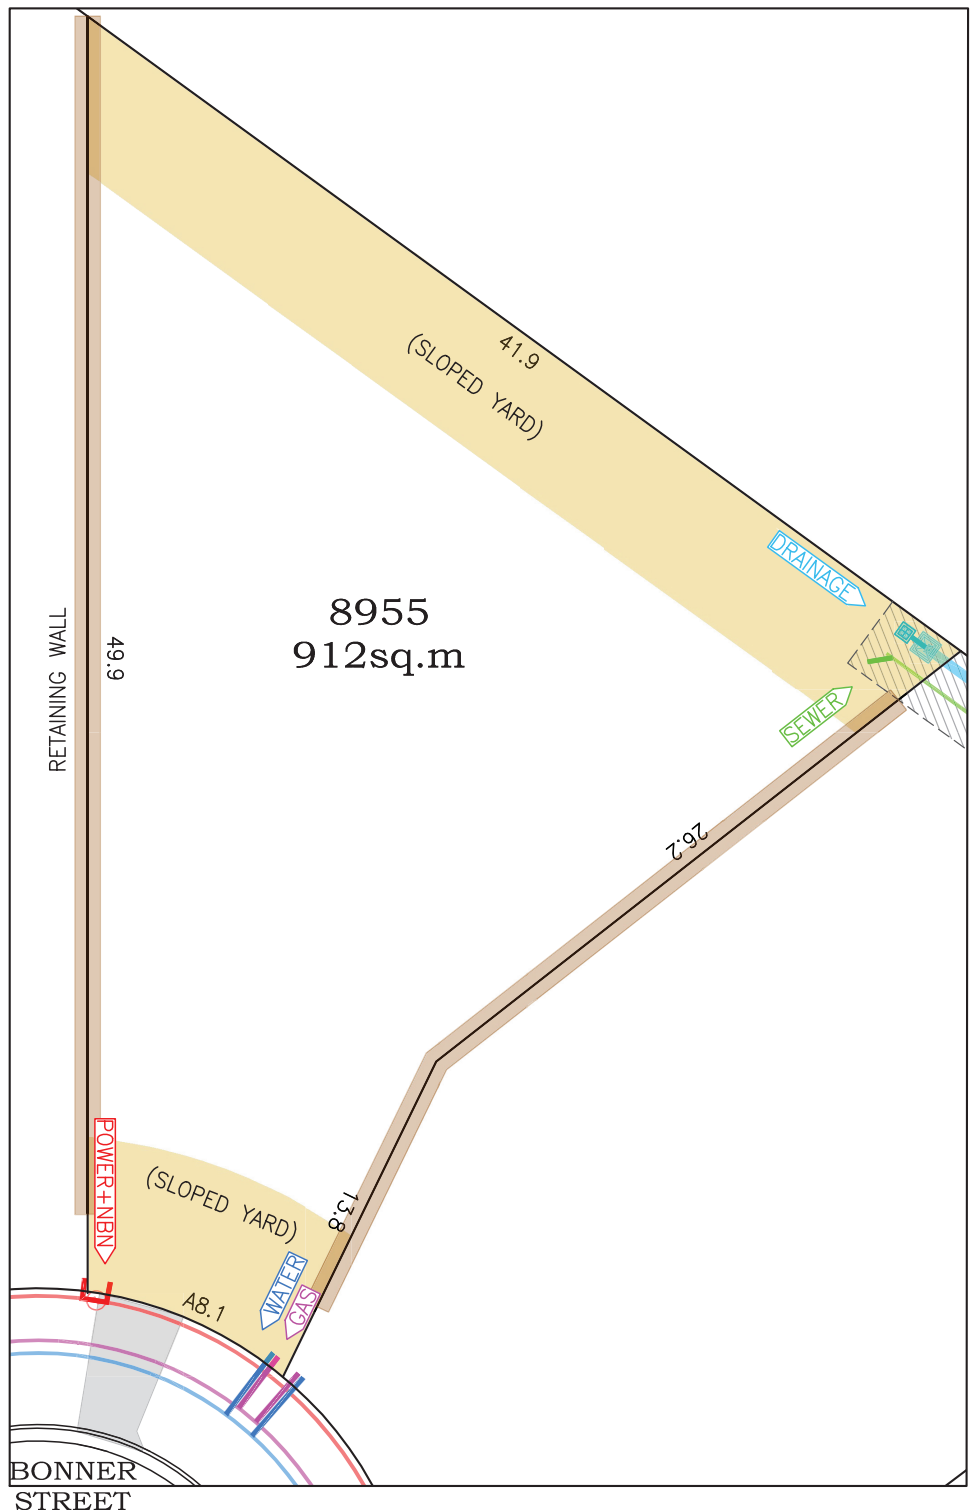 41.9
(SLOPED YARD)
DRAINAGE
8955
912sq.m
RETAINING WALL
49.9
SEWER
26.2
POWER+NBN
(SLOPED YARD)
13.8
WATER
GAS
A8.1
BONNER
STREET